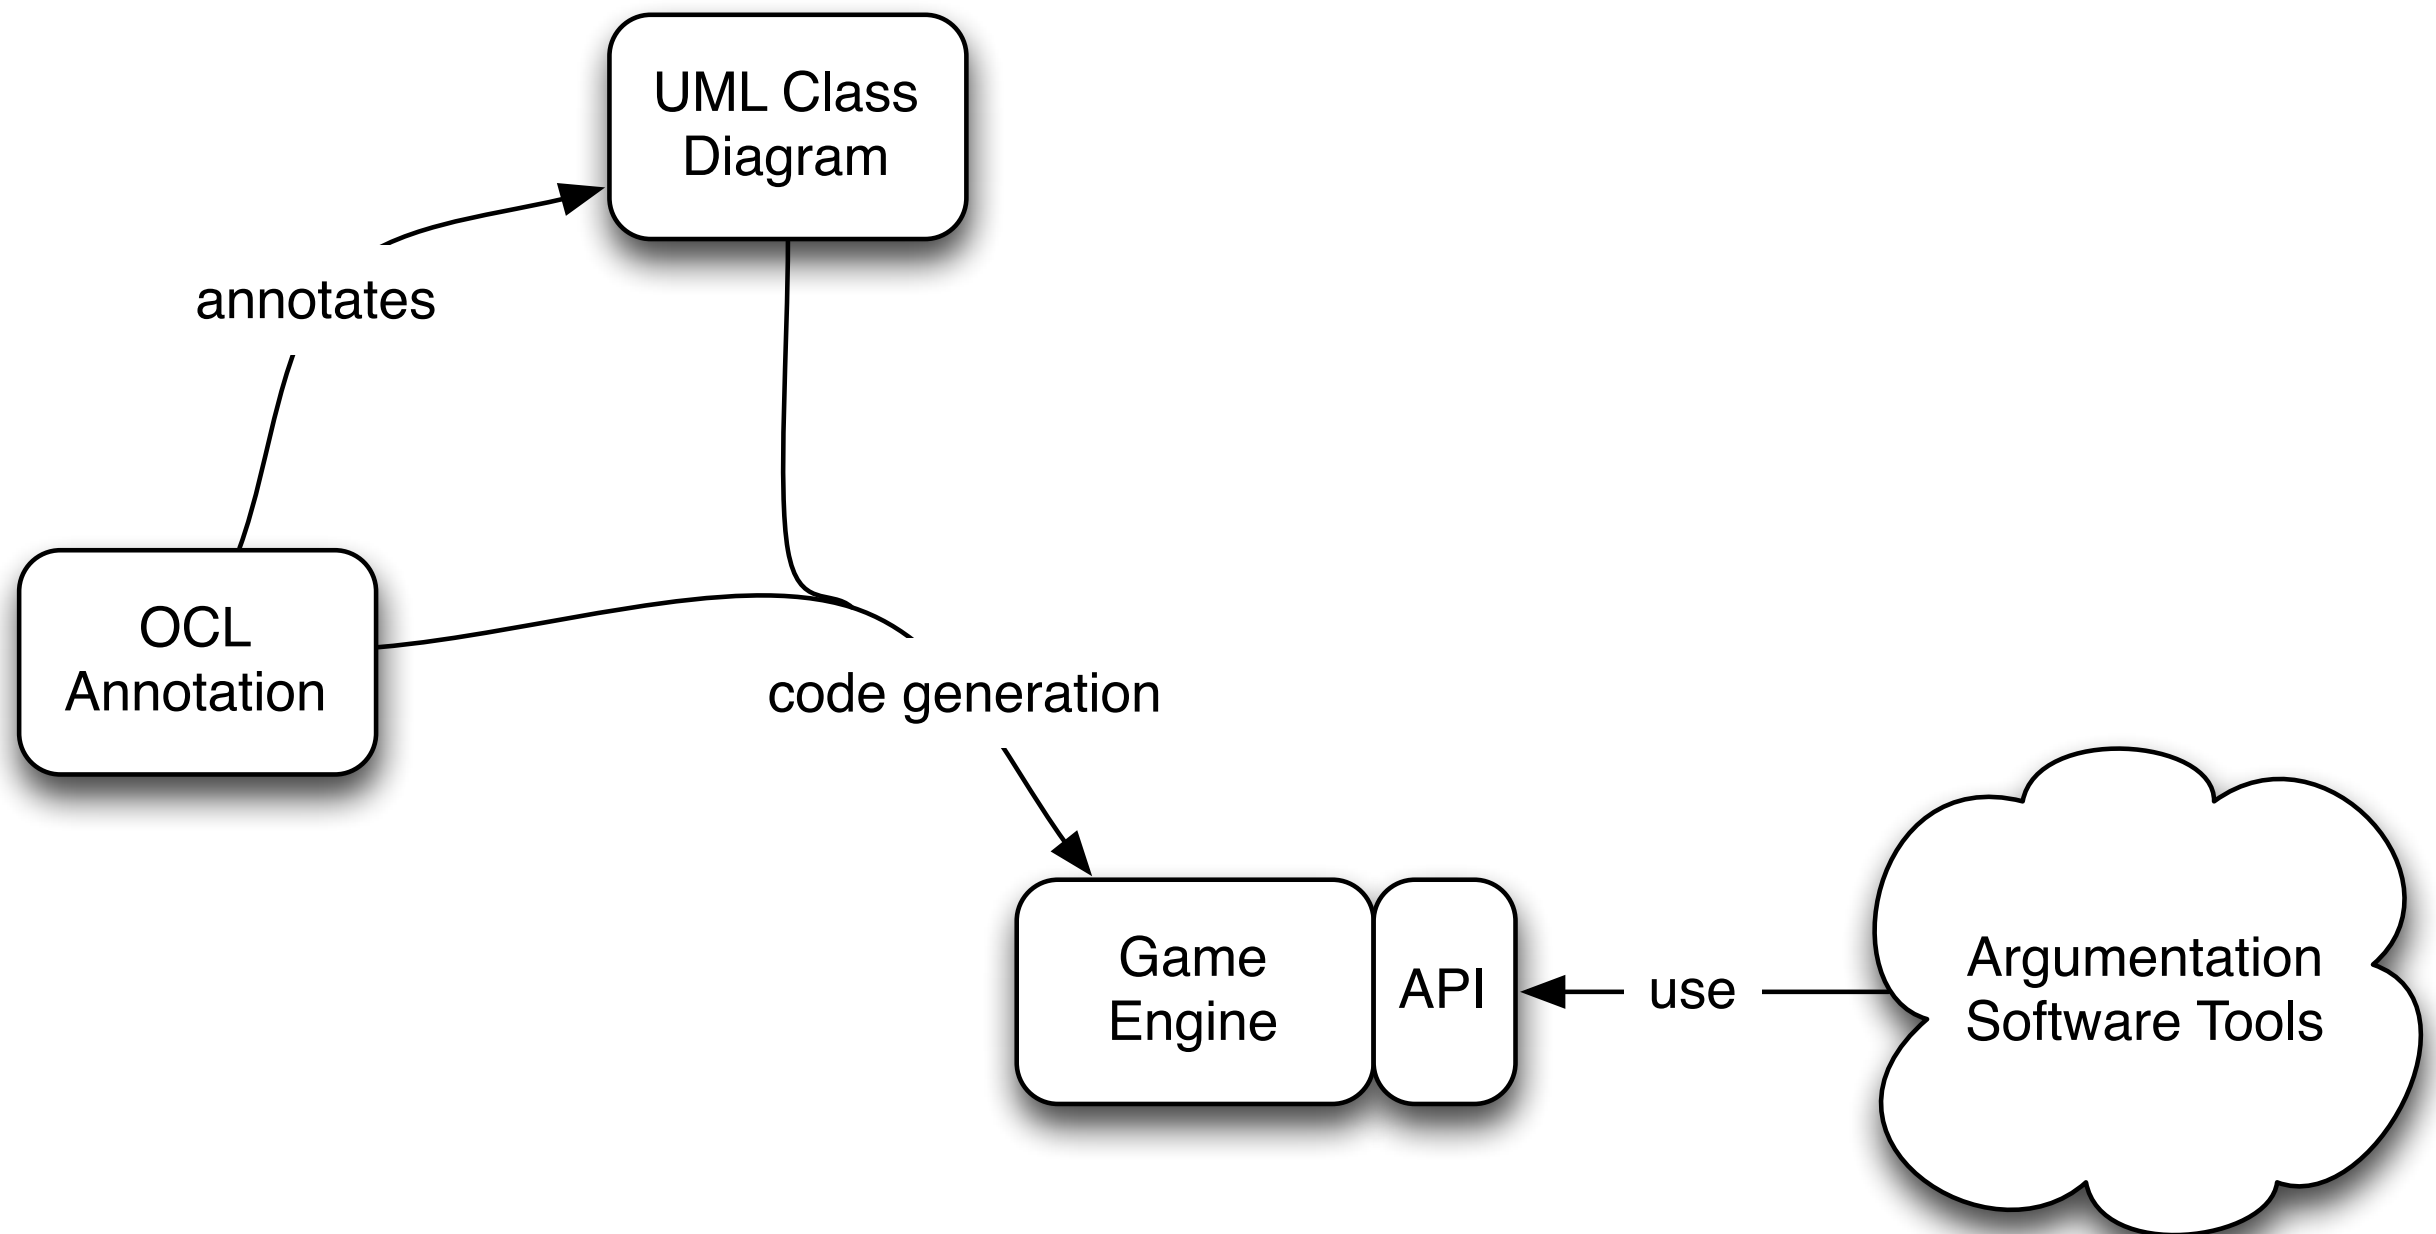 UML Class
Diagram
annotates
OCL
Annotation
code generation
Game
Engine
API
use
Argumentation
Software Tools